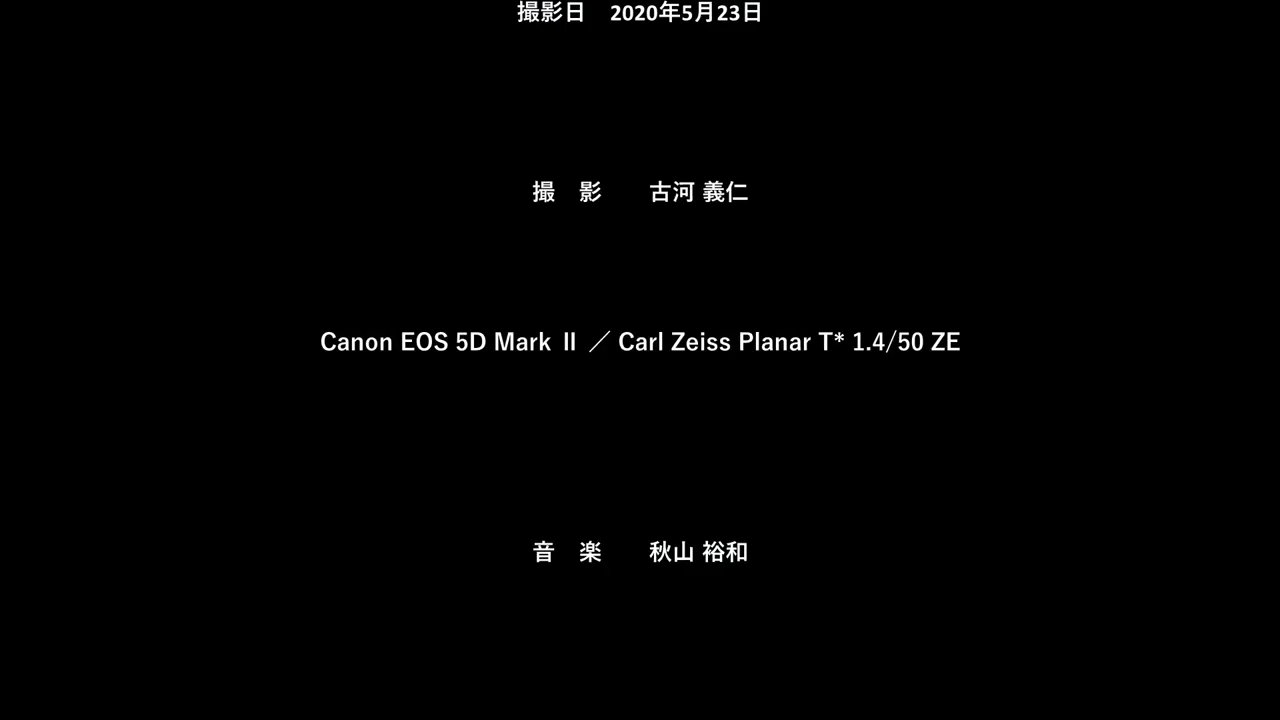 撮影日　2020年5月23日
撮　影　　古河 義仁
Canon EOS 5D Mark Ⅱ ／ Carl Zeiss Planar T* 1.4/50 ZE
音　楽　　秋山 裕和